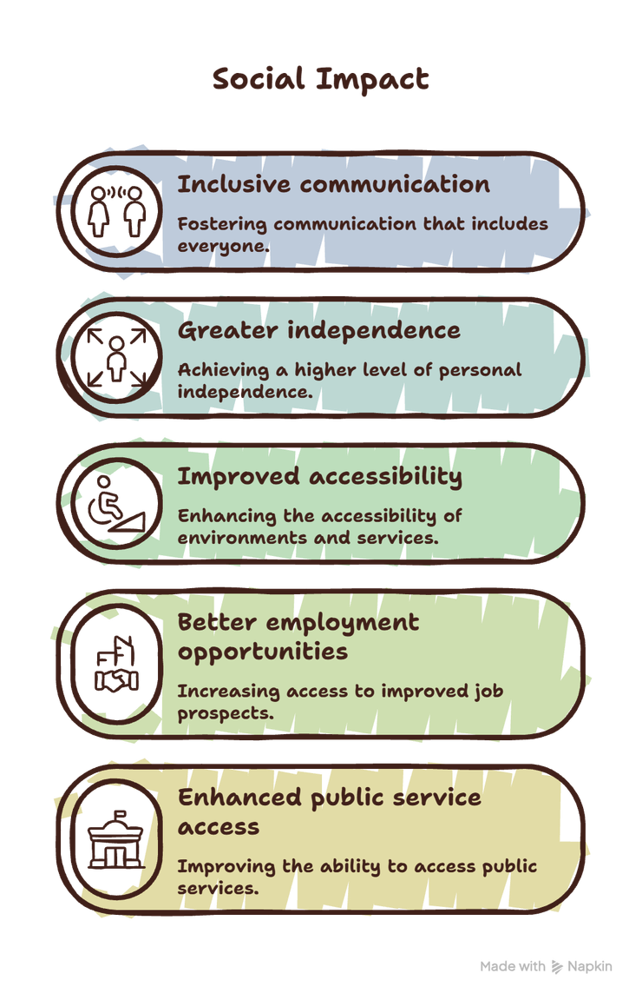 Social Impact
Inclusive communication
Fostering communication that includes
everyone.
Greater independence
Achieving a higher level of personal
independence.
Improved accessibility
Enhancing the accessibility of
environments and services.
Better employment
opportunities
Increasing access to improved job
prospects.
Enhanced public service
access
Improving the ability to access public
services.
Made with Napkin